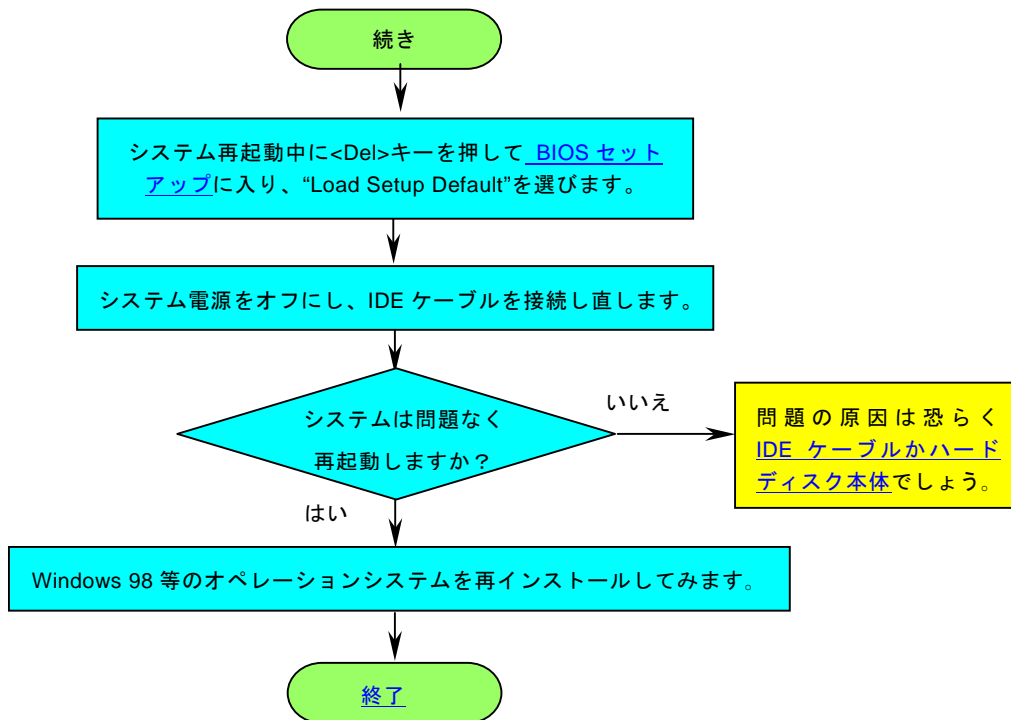 続き
システム再起動中に<Del>キーを押して BIOS セット
アップに入り、“Load Setup Default”を選びます。
システム電源をオフにし、IDE ケーブルを接続し直します。
システムは問題なく
再起動しますか？
いいえ
問題の原因は恐らく
IDE ケーブルかハード
ディスク本体でしょう。
はい
Windows 98 等のオペレーションシステムを再インストールしてみます。
終了